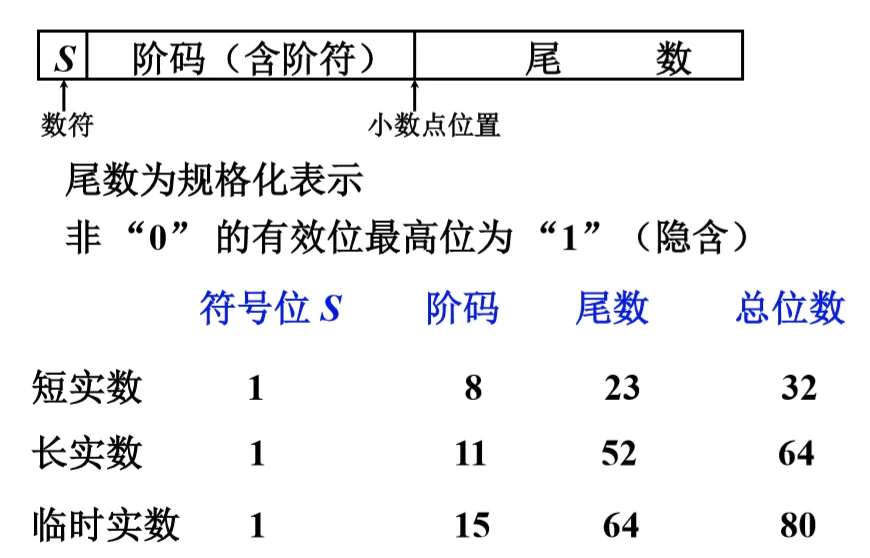 S 阶码（含阶符） 尾 数
数符 小数点位置
尾数为规格化表示
非“0” 的有效位最高位为“1”（隐含）
符号位 S 阶码 尾数 总位数
短实数 1 8 23 32
长实数 1 11 52 64
临时实数 1 15 64 80